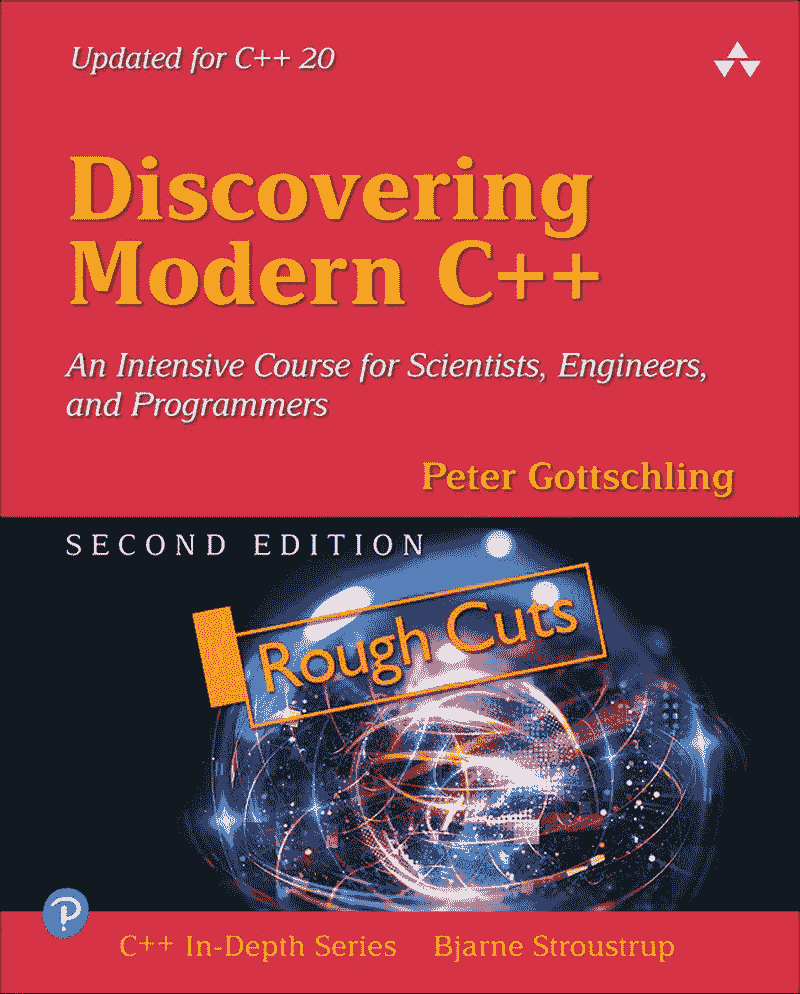 Updated for C++ 20
Discovering
Modern C++
An Intensive Course for Scientists, Engineers,
and Programmers
Peter Gottschling
SECOND EDITION
Rough Cuts
P
C++ In-Depth Series Bjarne Stroustrup